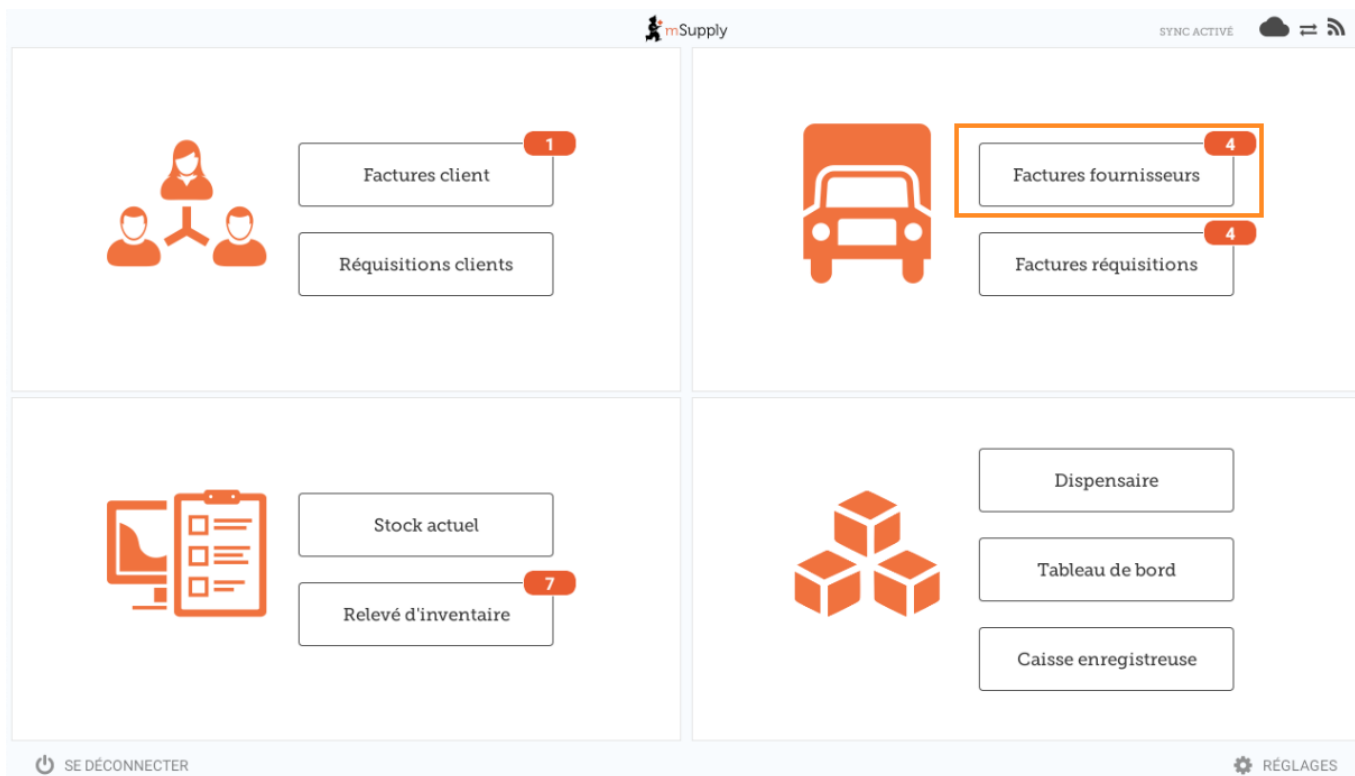 mSupply
SYNC ACTIVÉ
1
Factures client
Réquisitions clients
4
Factures fournisseurs
4
Factures réquisitions
Stock actuel
7
Relevé d'inventaire
Dispensaire
Tableau de bord
Caisse enregistreuse
SE DÉCONNECTER
RÉGLAGES